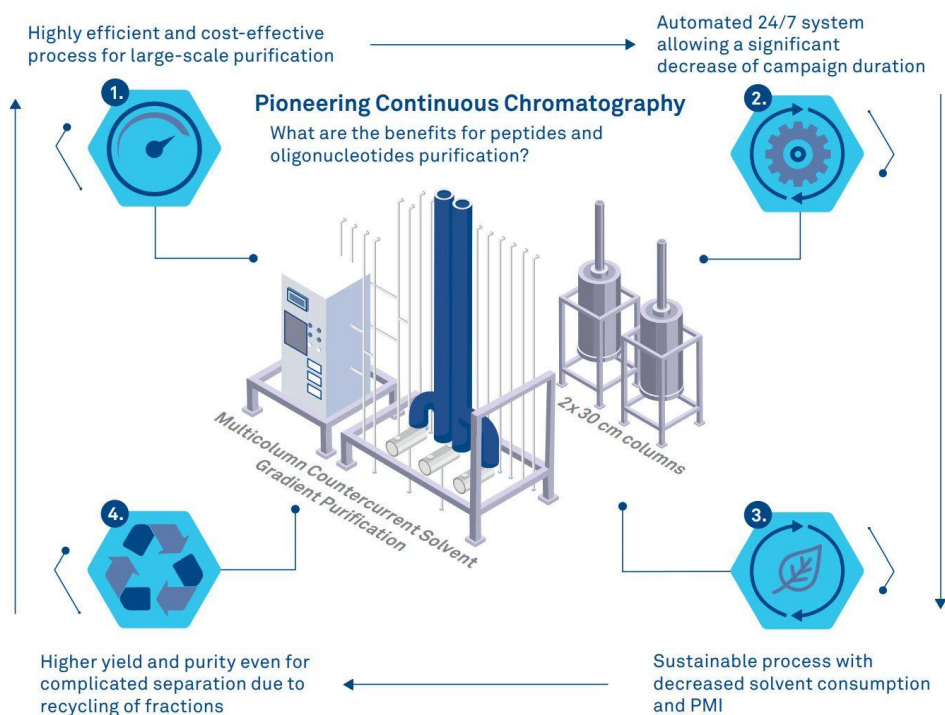 Highly efficient and cost-effective
process for large-scale purification
Automated 24/7 system
allowing a significant
decrease of campaign duration
1.
Pioneering Continuous Chromatography
2.
What are the benefits for peptides and
oligonucleotides purification?
Multicolumn Countercurrent Solvent
Gradient Purification
2x 30 cm columns
4.
3.
Higher yield and purity even for
complicated separation due to
recycling of fractions
Sustainable process with
decreased solvent consumption
and PMI